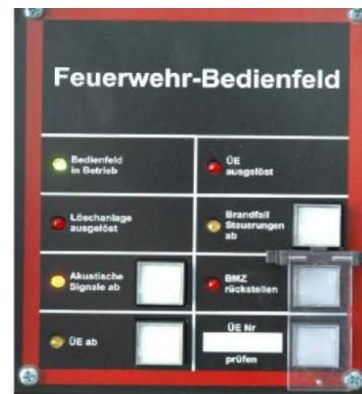 Feuerwehr-Bedienfeld
Bedienfeld
in Betrieb
ÜE
ausgelöst
Löschanlage
ausgelöst
Brandfall
Steuerungen
ab
Akustische
Signale ab
BMZ
rückstellen
ÜE ab
ÜE Nr
prüfen